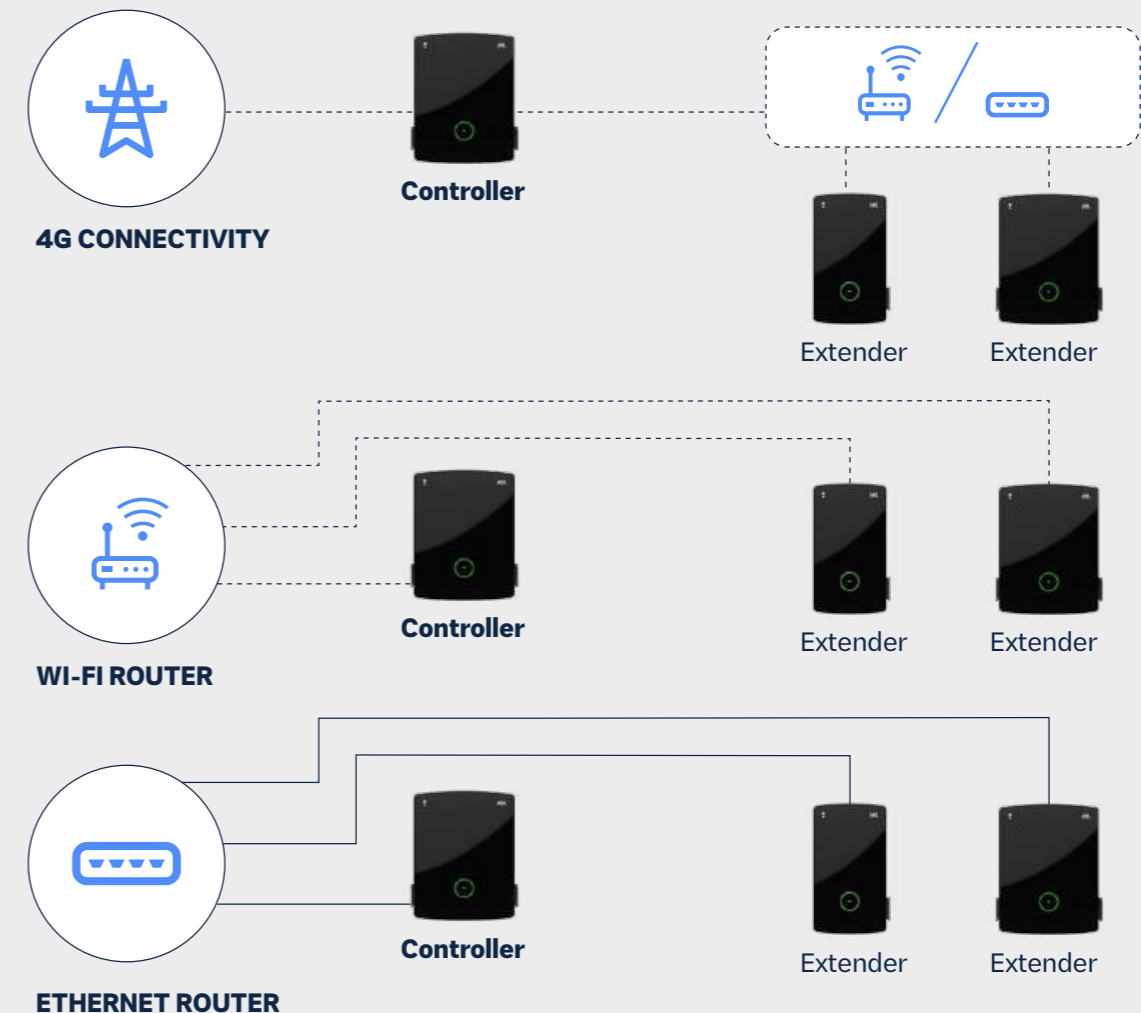 Controller
4G CONNECTIVITY
Extender
Extender
Controller
Extender
Extender
WI-FI ROUTER
Controller
Extender
Extender
ETHERNET ROUTER